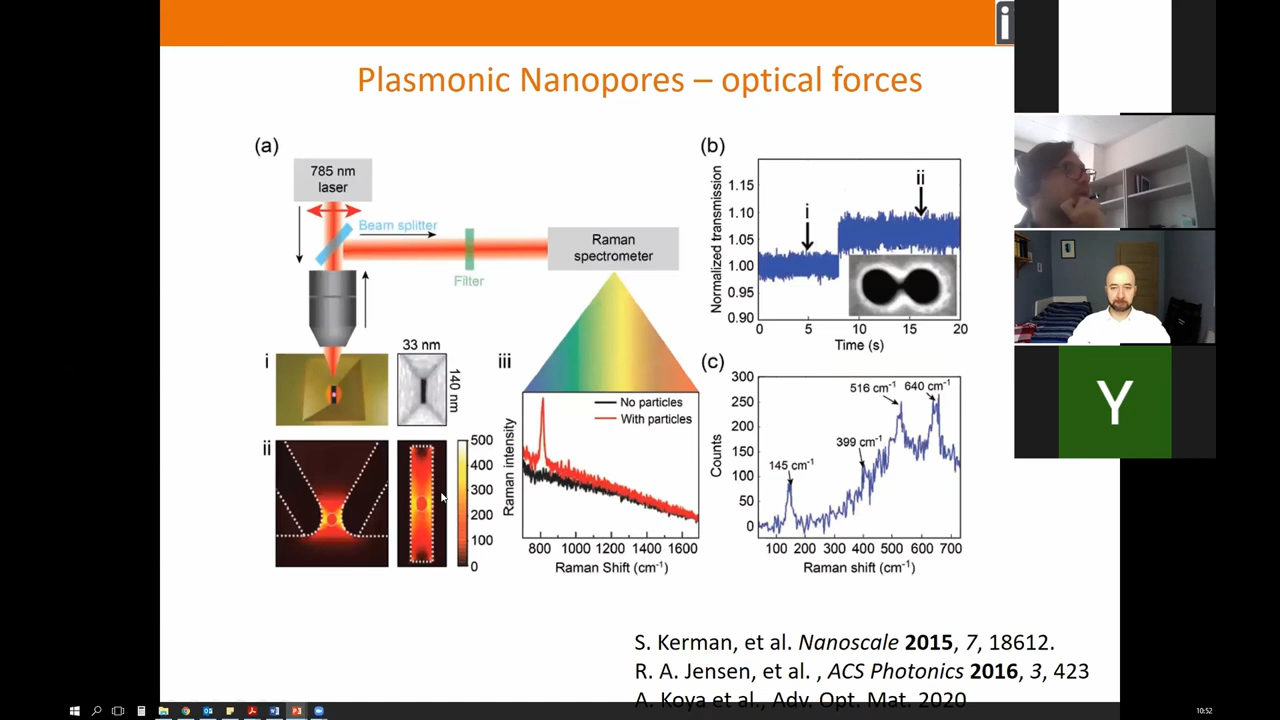 i
Plasmonic Nanopores – optical forces
(a)
785 nm
laser
Beam splitter
Filter
Raman
spectrometer
i
33 nm
140 nm
ii
500
400
300
200
100
0
iii
No particles
With particles
Raman intensity
800 1000 1200 1400 1600
Raman Shift (cm-1)
(b)
i
ii
Normalized transmission
1.15
1.10
1.05
1.00
0.95
0.90
0 5 10 15 20
Time (s)
(c)
300
250
200
150
100
50
0
Counts
516 cm-1
640 cm-1
399 cm-1
145 cm-1
100 200 300 400 500 600 700
Raman shift (cm-1)
S. Kerman, et al. Nanoscale 2015, 7, 18612.
R. A. Jensen, et al. , ACS Photonics 2016, 3, 423
A. Koya et al., Adv. Opt. Mat. 2020
Y
10:52